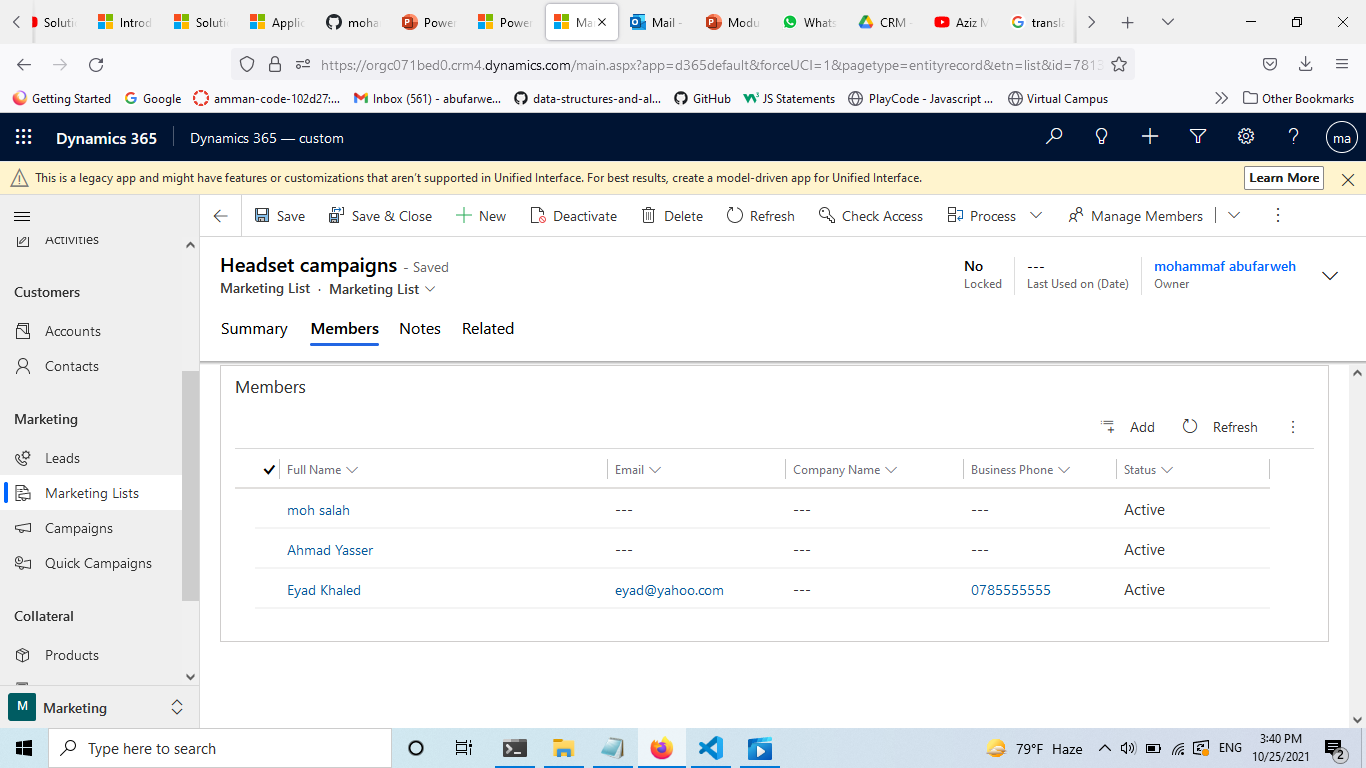 Soluti Introd Soluti Applic moha Power Power Ma Mail - Modu Whats CRM - Aziz M transle
https://orgc071bed0.crm4.dynamics.com/main.aspx?app=d365default&forceUCI=1&pagetype=entityrecord&etn=list&id=7813
Getting Started Google amman-code-102d27:... Inbox (561) - abufarwe... data-structures-and-al... GitHub JS Statements PlayCode - Javascript ... Virtual Campus Other Bookmarks
Dynamics 365 Dynamics 365 — custom ma
This is a legacy app and might have features or customizations that aren't supported in Unified Interface. For best results, create a model-driven app for Unified Interface. Learn More
Save Save & Close New Deactivate Delete Refresh Check Access Process Manage Members
Activities
Customers
Accounts
Contacts
Marketing
Leads
Marketing Lists
Campaigns
Quick Campaigns
Collateral
Products
M Marketing
Headset campaigns - Saved
Marketing List · Marketing List
No
Locked
---
Last Used on (Date)
mohammaf abufarweh
Owner
Summary Members Notes Related
Members
Add Refresh
Full Name Email Company Name Business Phone Status
moh salah --- --- --- Active
Ahmad Yasser --- --- --- Active
Eyad Khaled eyad@yahoo.com --- 0785555555 Active
Type here to search 79°F Haze ENG 3:40 PM
10/25/2021 2